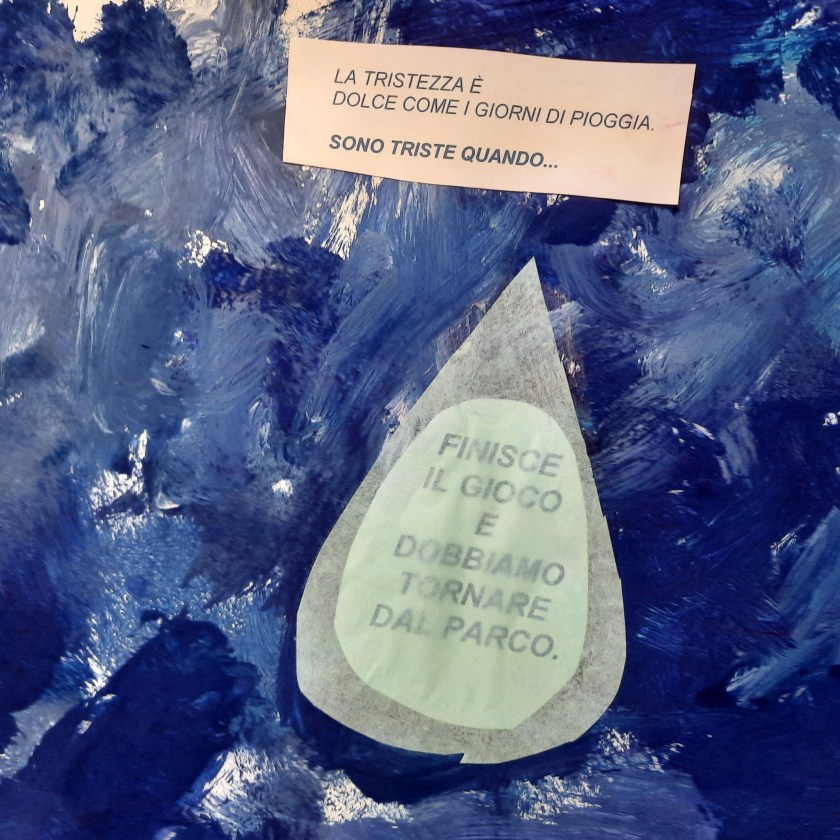 LA TRISTEZZA È
DOLCE COME I GIORNI DI PIOGGIA.
SONO TRISTE QUANDO...
FINISCE
IL GIOCO
E
DOBBIAMO
TORNARE
DAL PARCO.